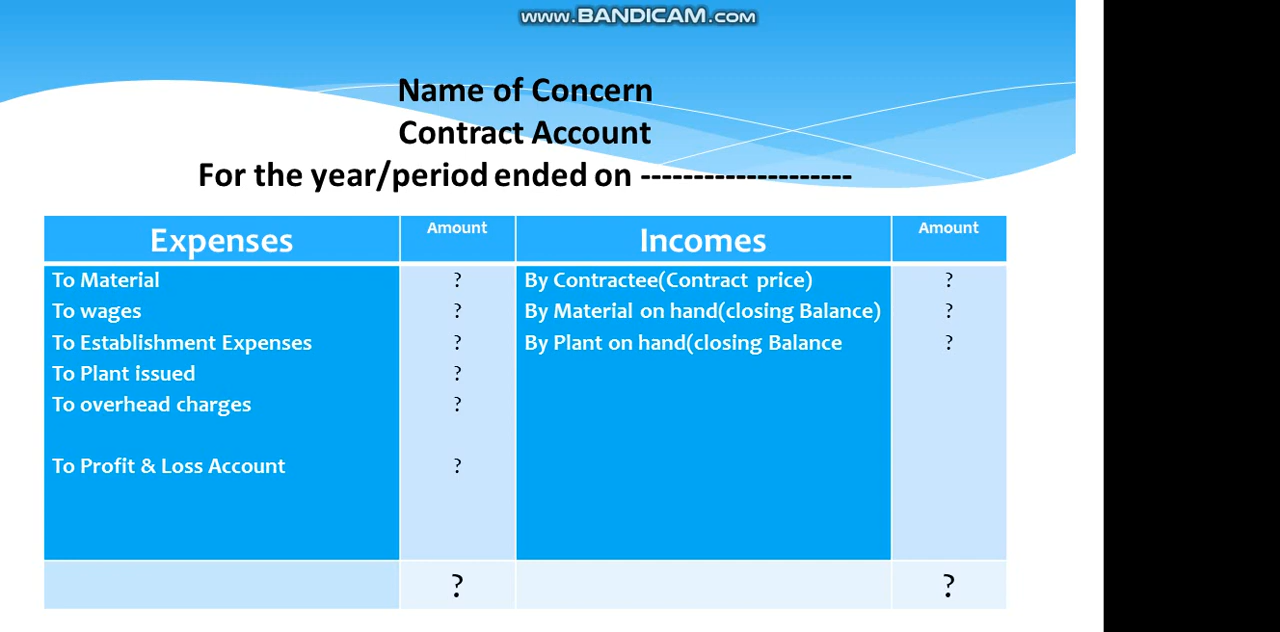 www.BANDICAM.com
Name of Concern
Contract Account
For the year/period ended on --------------------
Expenses Amount Incomes Amount
To Material ? By Contractee(Contract price) ?
To wages ? By Material on hand(closing Balance) ?
To Establishment Expenses ? By Plant on hand(closing Balance ?
To Plant issued ?
To overhead charges ?
To Profit & Loss Account ?
? ?